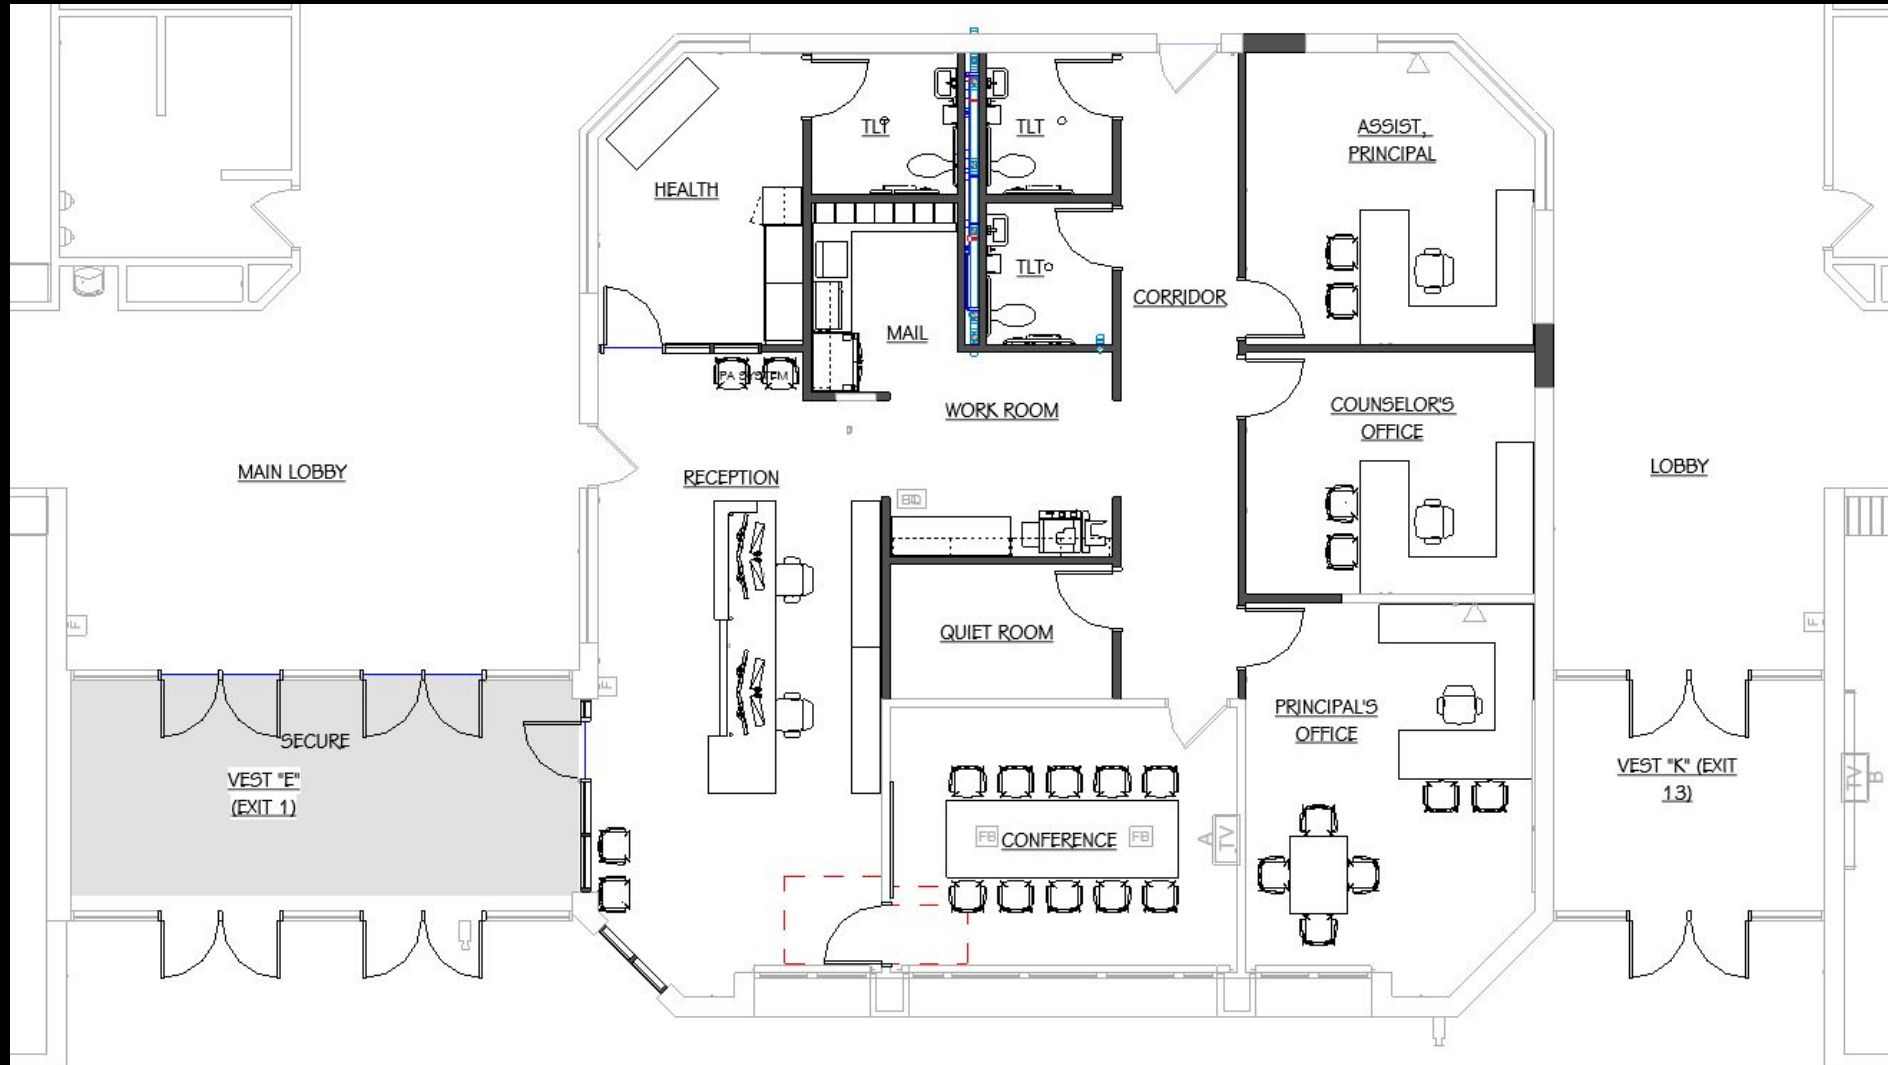 TLT
TLT
ASSIST,
PRINCIPAL
HEALTH
TLT
CORRIDOR
MAIL
PA SYSTEM
WORK ROOM
COUNSELOR'S
OFFICE
MAIN LOBBY
RECEPTION
LOBBY
F
QUIET ROOM
F
F
PRINCIPAL'S
OFFICE
SECURE
VEST "E"
(EXIT 1)
VEST "K" (EXIT
13)
TV
B
FB
CONFERENCE
FB
A
TV